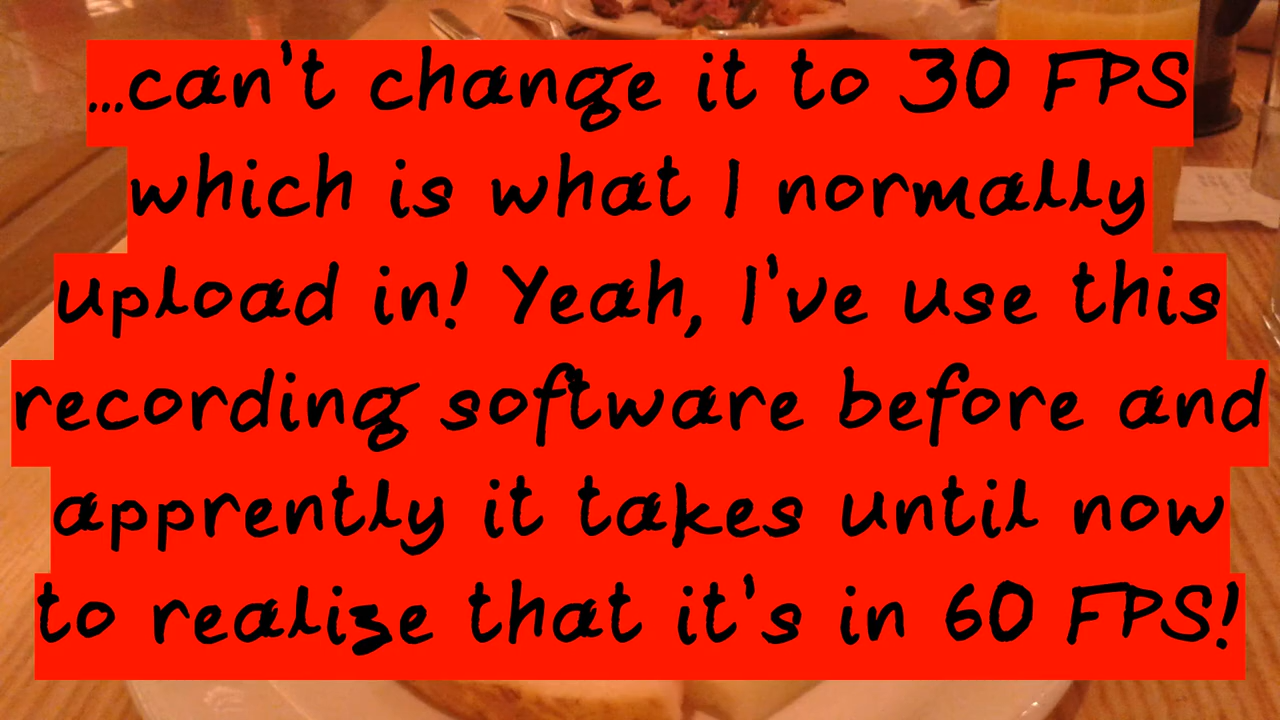 ...can't change it to 30 FPS
which is what I normally
upload in! Yeah, I've use this
recording software before and
apprently it takes until now
to realize that it's in 60 FPS!